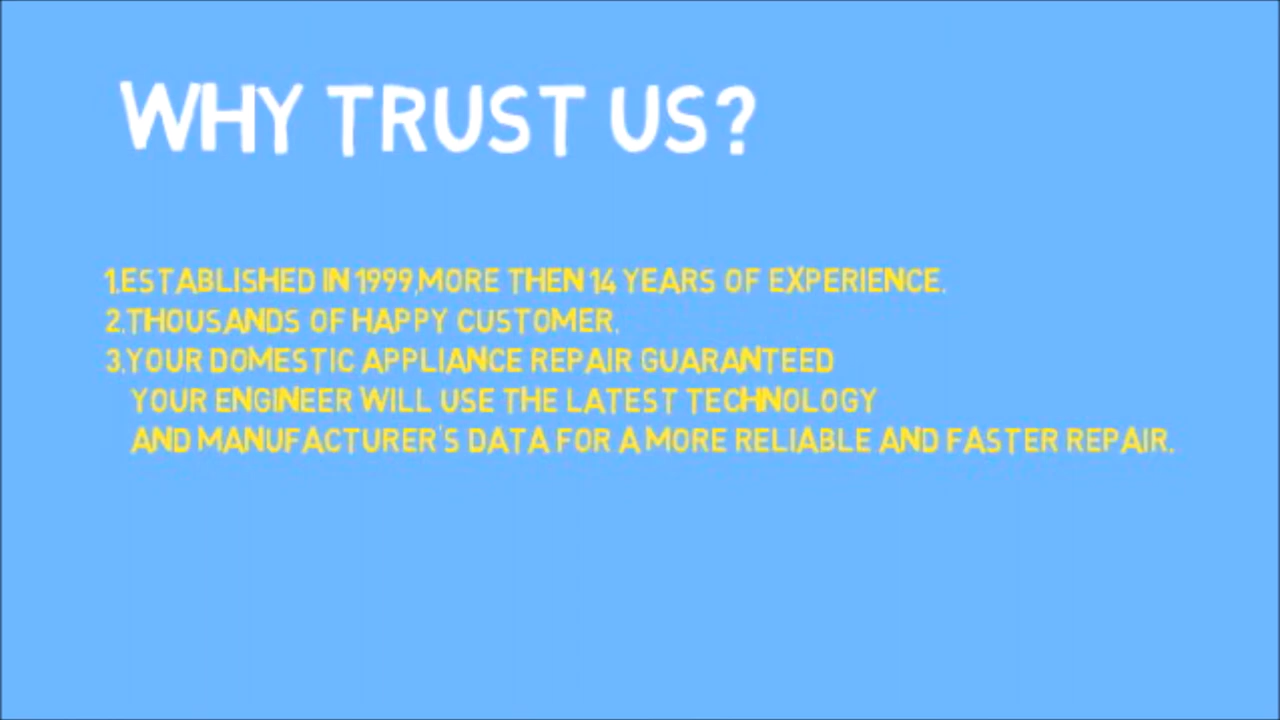 WHY TRUST US?
1.ESTABLISHED IN 1999,MORE THEN 14 YEARS OF EXPERIENCE.
2.THOUSANDS OF HAPPY CUSTOMER.
3.YOUR DOMESTIC APPLIANCE REPAIR GUARANTEED
YOUR ENGINEER WILL USE THE LATEST TECHNOLOGY
AND MANUFACTURER'S DATA FOR A MORE RELIABLE AND FASTER REPAIR.